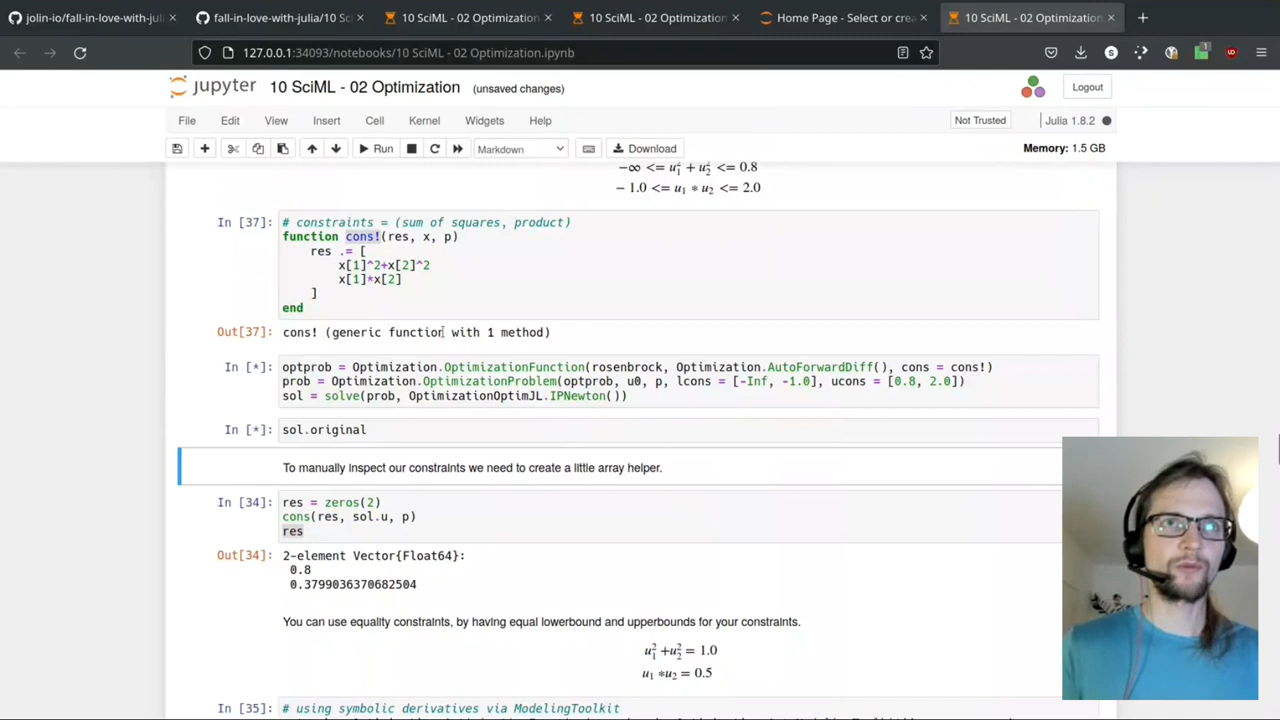 jolin-io/fall-in-love-with-juli
fall-in-love-with-julia/10 Sci
10 SciML - 02 Optimization
10 SciML - 02 Optimization
Home Page - Select or crea
10 SciML - 02 Optimization
127.0.0.1:34093/notebooks/10 SciML - 02 Optimization.ipynb
jupyter 10 SciML - 02 Optimization (unsaved changes)
Logout
File Edit View Insert Cell Kernel Widgets Help
Not Trusted
Julia 1.8.2
Run
Markdown
Download
Memory: 1.5 GB
−∞ <= u₁² + u₂² <= 0.8
− 1.0 <= u₁ ∗ u₂ <= 2.0
In [37]: # constraints = (sum of squares, product)
function cons!(res, x, p)
res .= [
x[1]^2+x[2]^2
x[1]*x[2]
]
end
Out[37]: cons! (generic function with 1 method)
In [*]: optprob = Optimization.OptimizationFunction(rosenbrock, Optimization.AutoForwardDiff(), cons = cons!)
prob = Optimization.OptimizationProblem(optprob, u0, p, lcons = [-Inf, -1.0], ucons = [0.8, 2.0])
sol = solve(prob, OptimizationOptimJL.IPNewton())
In [*]: sol.original
To manually inspect our constraints we need to create a little array helper.
In [34]: res = zeros(2)
cons(res, sol.u, p)
res
Out[34]: 2-element Vector{Float64}:
0.8
0.3799036370682504
You can use equality constraints, by having equal lowerbound and upperbounds for your constraints.
u₁² +u₂² = 1.0
u₁ ∗u₂ = 0.5
In [35]: # using symbolic derivatives via ModelingToolkit